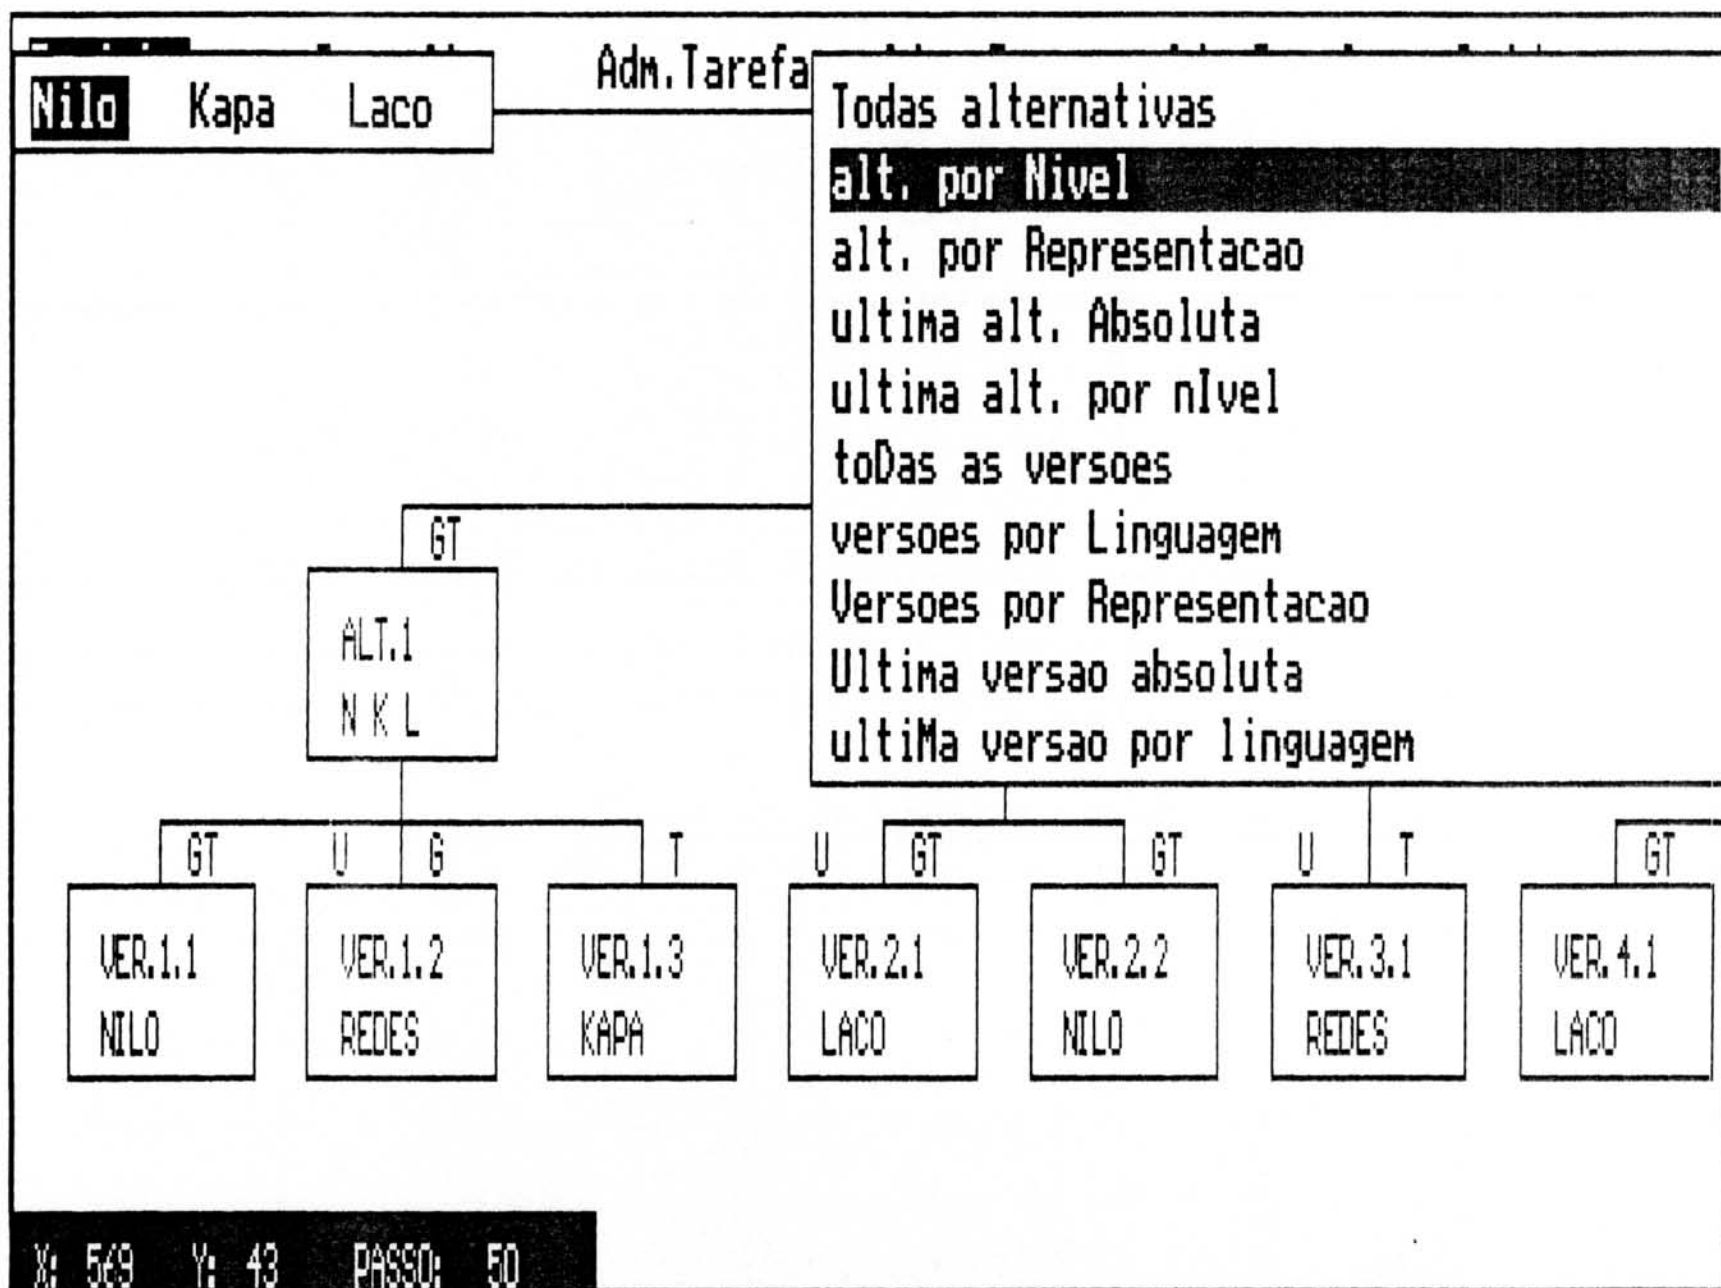 Adm.Tarefa
Nilo Kapa Laco
Todas alternativas
alt. por Nivel
alt. por Representacao
ultima alt. Absoluta
ultima alt. por nIvel
toDas as versoes
versoes por Linguagem
Versoes por Representacao
Ultima versao absoluta
ultiMa versao por linguagem
GT
ALT.1
N K L
GT U G T U GT GT U T GT
VER.1.1 VER.1.2 VER.1.3 VER.2.1 VER.2.2 VER.3.1 VER.4.1
NILO REDES KAPA LACO NILO REDES LACO
X: 569 Y: 43 PASSO: 50